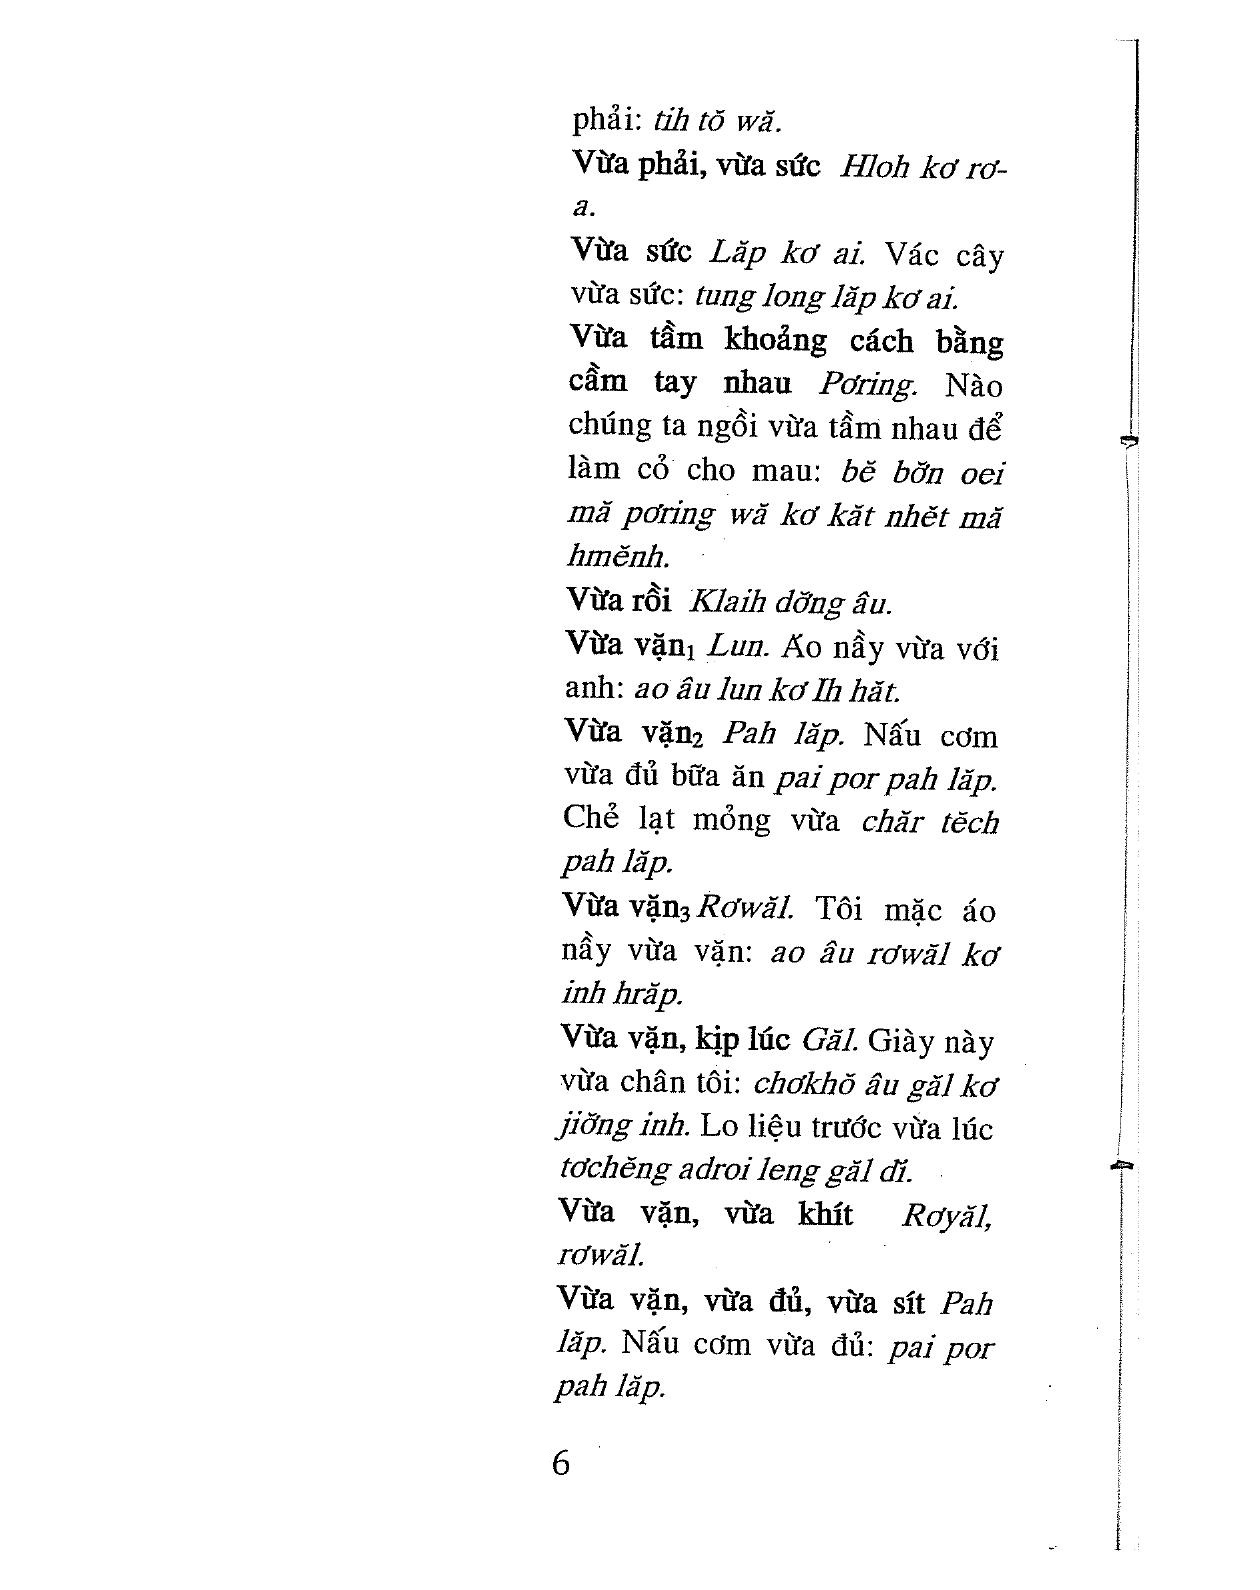 phải: tih tŏ wă.
Vừa phải, vừa sức Hloh kơ rơ-
a.
Vừa sức Lăp kơ ai. Vác cây
vừa sức: tung long lăp kơ ai.
Vừa tầm khoảng cách bằng
cầm tay nhau Pơring. Nào
chúng ta ngồi vừa tầm nhau để
làm cỏ cho mau: bĕ bơ̆n oei
mă pơring wă kơ kăt nhĕt mă
hmĕnh.
Vừa rồi Klaih dơ̆ng âu.
Vừa vặn₁ Lun. Áo nầy vừa với
anh: ao âu lun kơ Ih hăt.
Vừa vặn₂ Pah lăp. Nấu cơm
vừa đủ bữa ăn pai por pah lăp.
Chẻ lạt mỏng vừa chăr tĕch
pah lăp.
Vừa vặn₃ Rơwăl. Tôi mặc áo
nầy vừa vặn: ao âu rơwăl kơ
inh hrăp.
Vừa vặn, kịp lúc Găl. Giày này
vừa chân tôi: chơkhŏ âu găl kơ
jiơ̆ng inh. Lo liệu trước vừa lúc
tơchĕng adroi leng găl đĭ.
Vừa vặn, vừa khít Rơyăl,
rơwăl.
Vừa vặn, vừa đủ, vừa sít Pah
lăp. Nấu cơm vừa đủ: pai por
pah lăp.
6